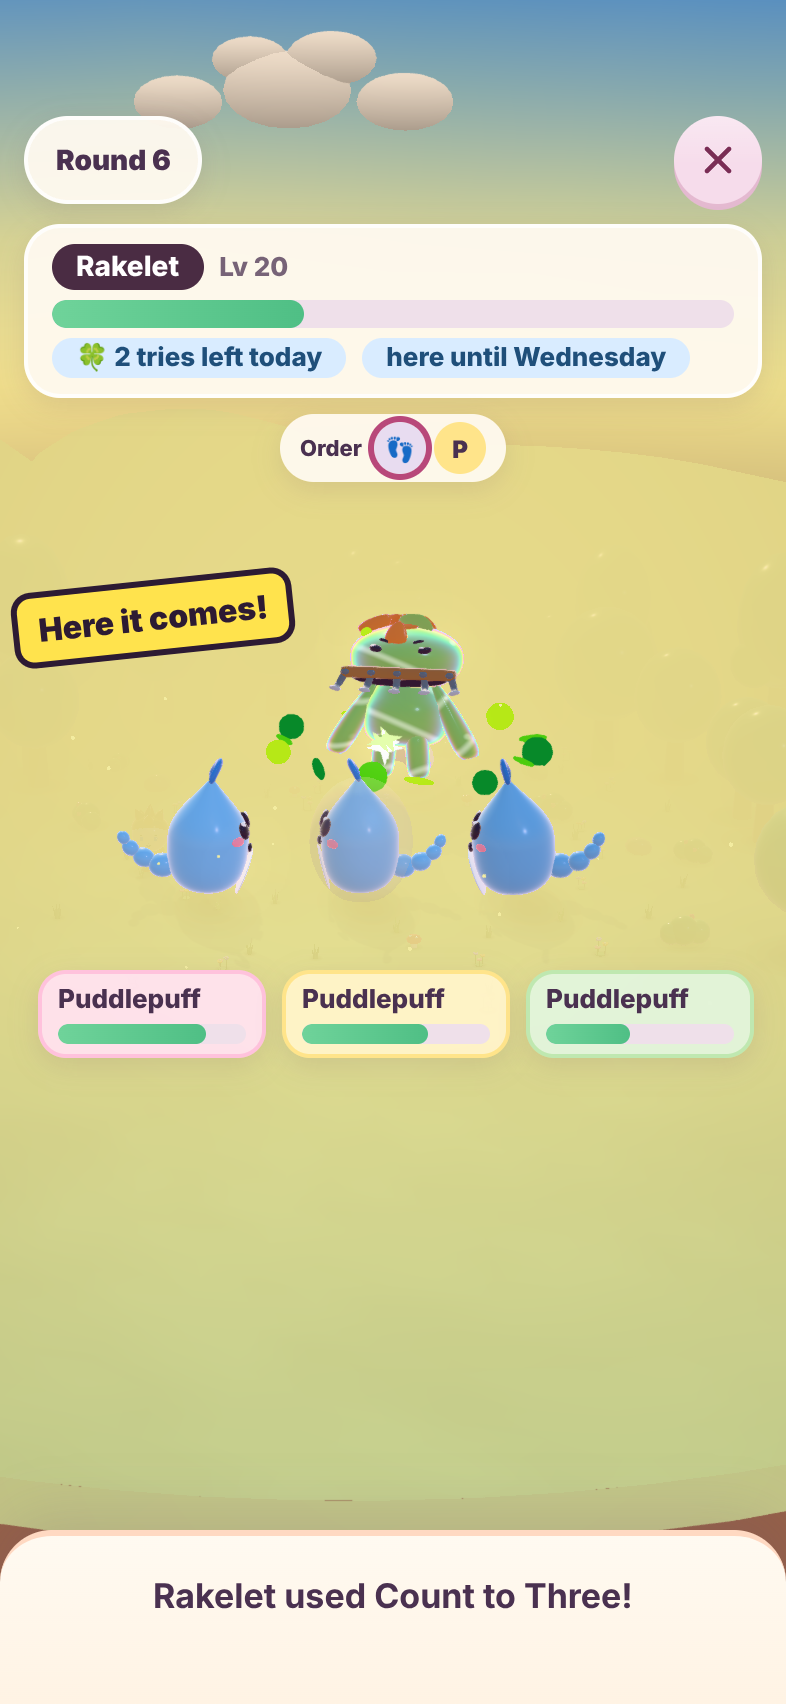 Round 6
Rakelet Lv 20
🍀 2 tries left today here until Wednesday
Order 👣 P
Here it comes!
Puddlepuff Puddlepuff Puddlepuff
Rakelet used Count to Three!